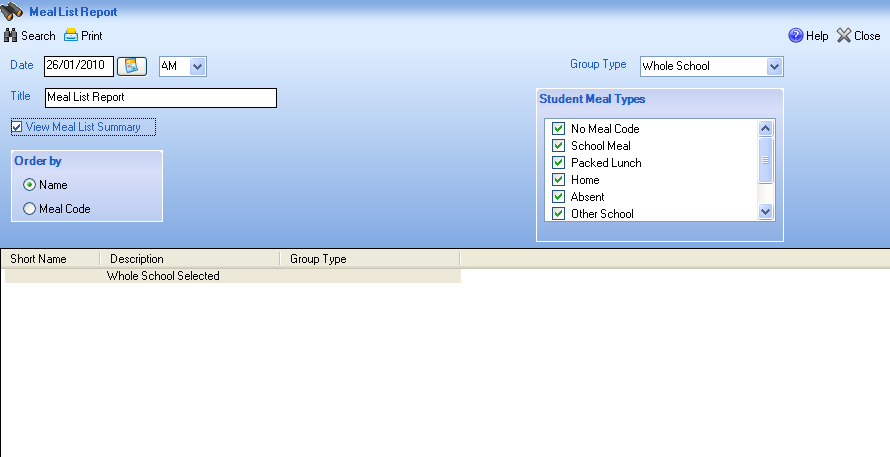 Meal List Report
Search Print Help Close
Date 26/01/2010 AM Group Type Whole School
Title Meal List Report
Student Meal Types
View Meal List Summary
No Meal Code
School Meal
Packed Lunch
Home
Absent
Other School
Order by
Name
Meal Code
Short Name Description Group Type
Whole School Selected